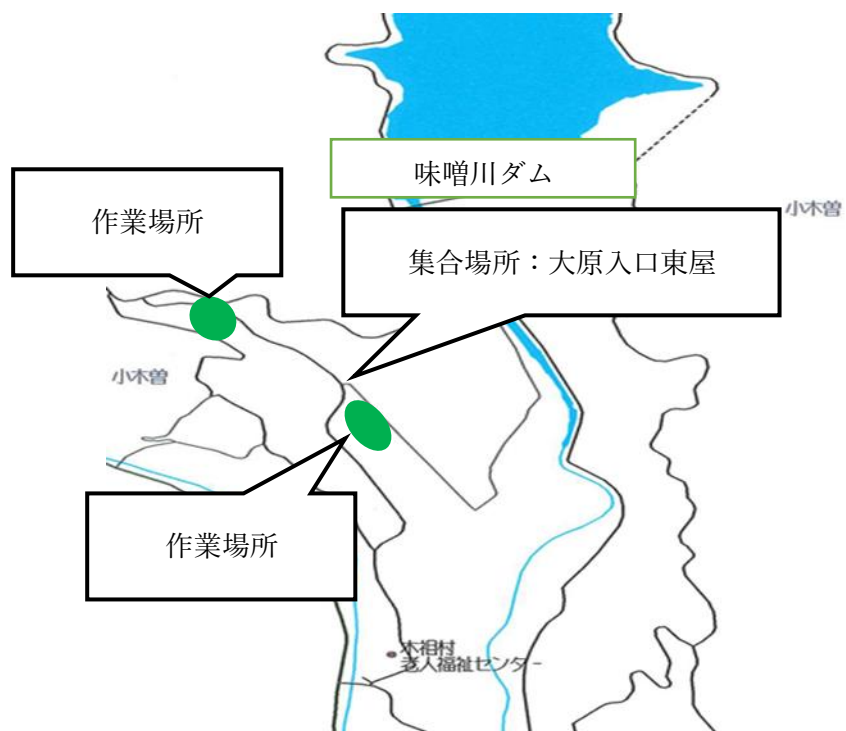 味噌川ダム
作業場所
小木曽
集合場所：大原入口東屋
小木曽
作業場所
木祖村
老人福祉センター